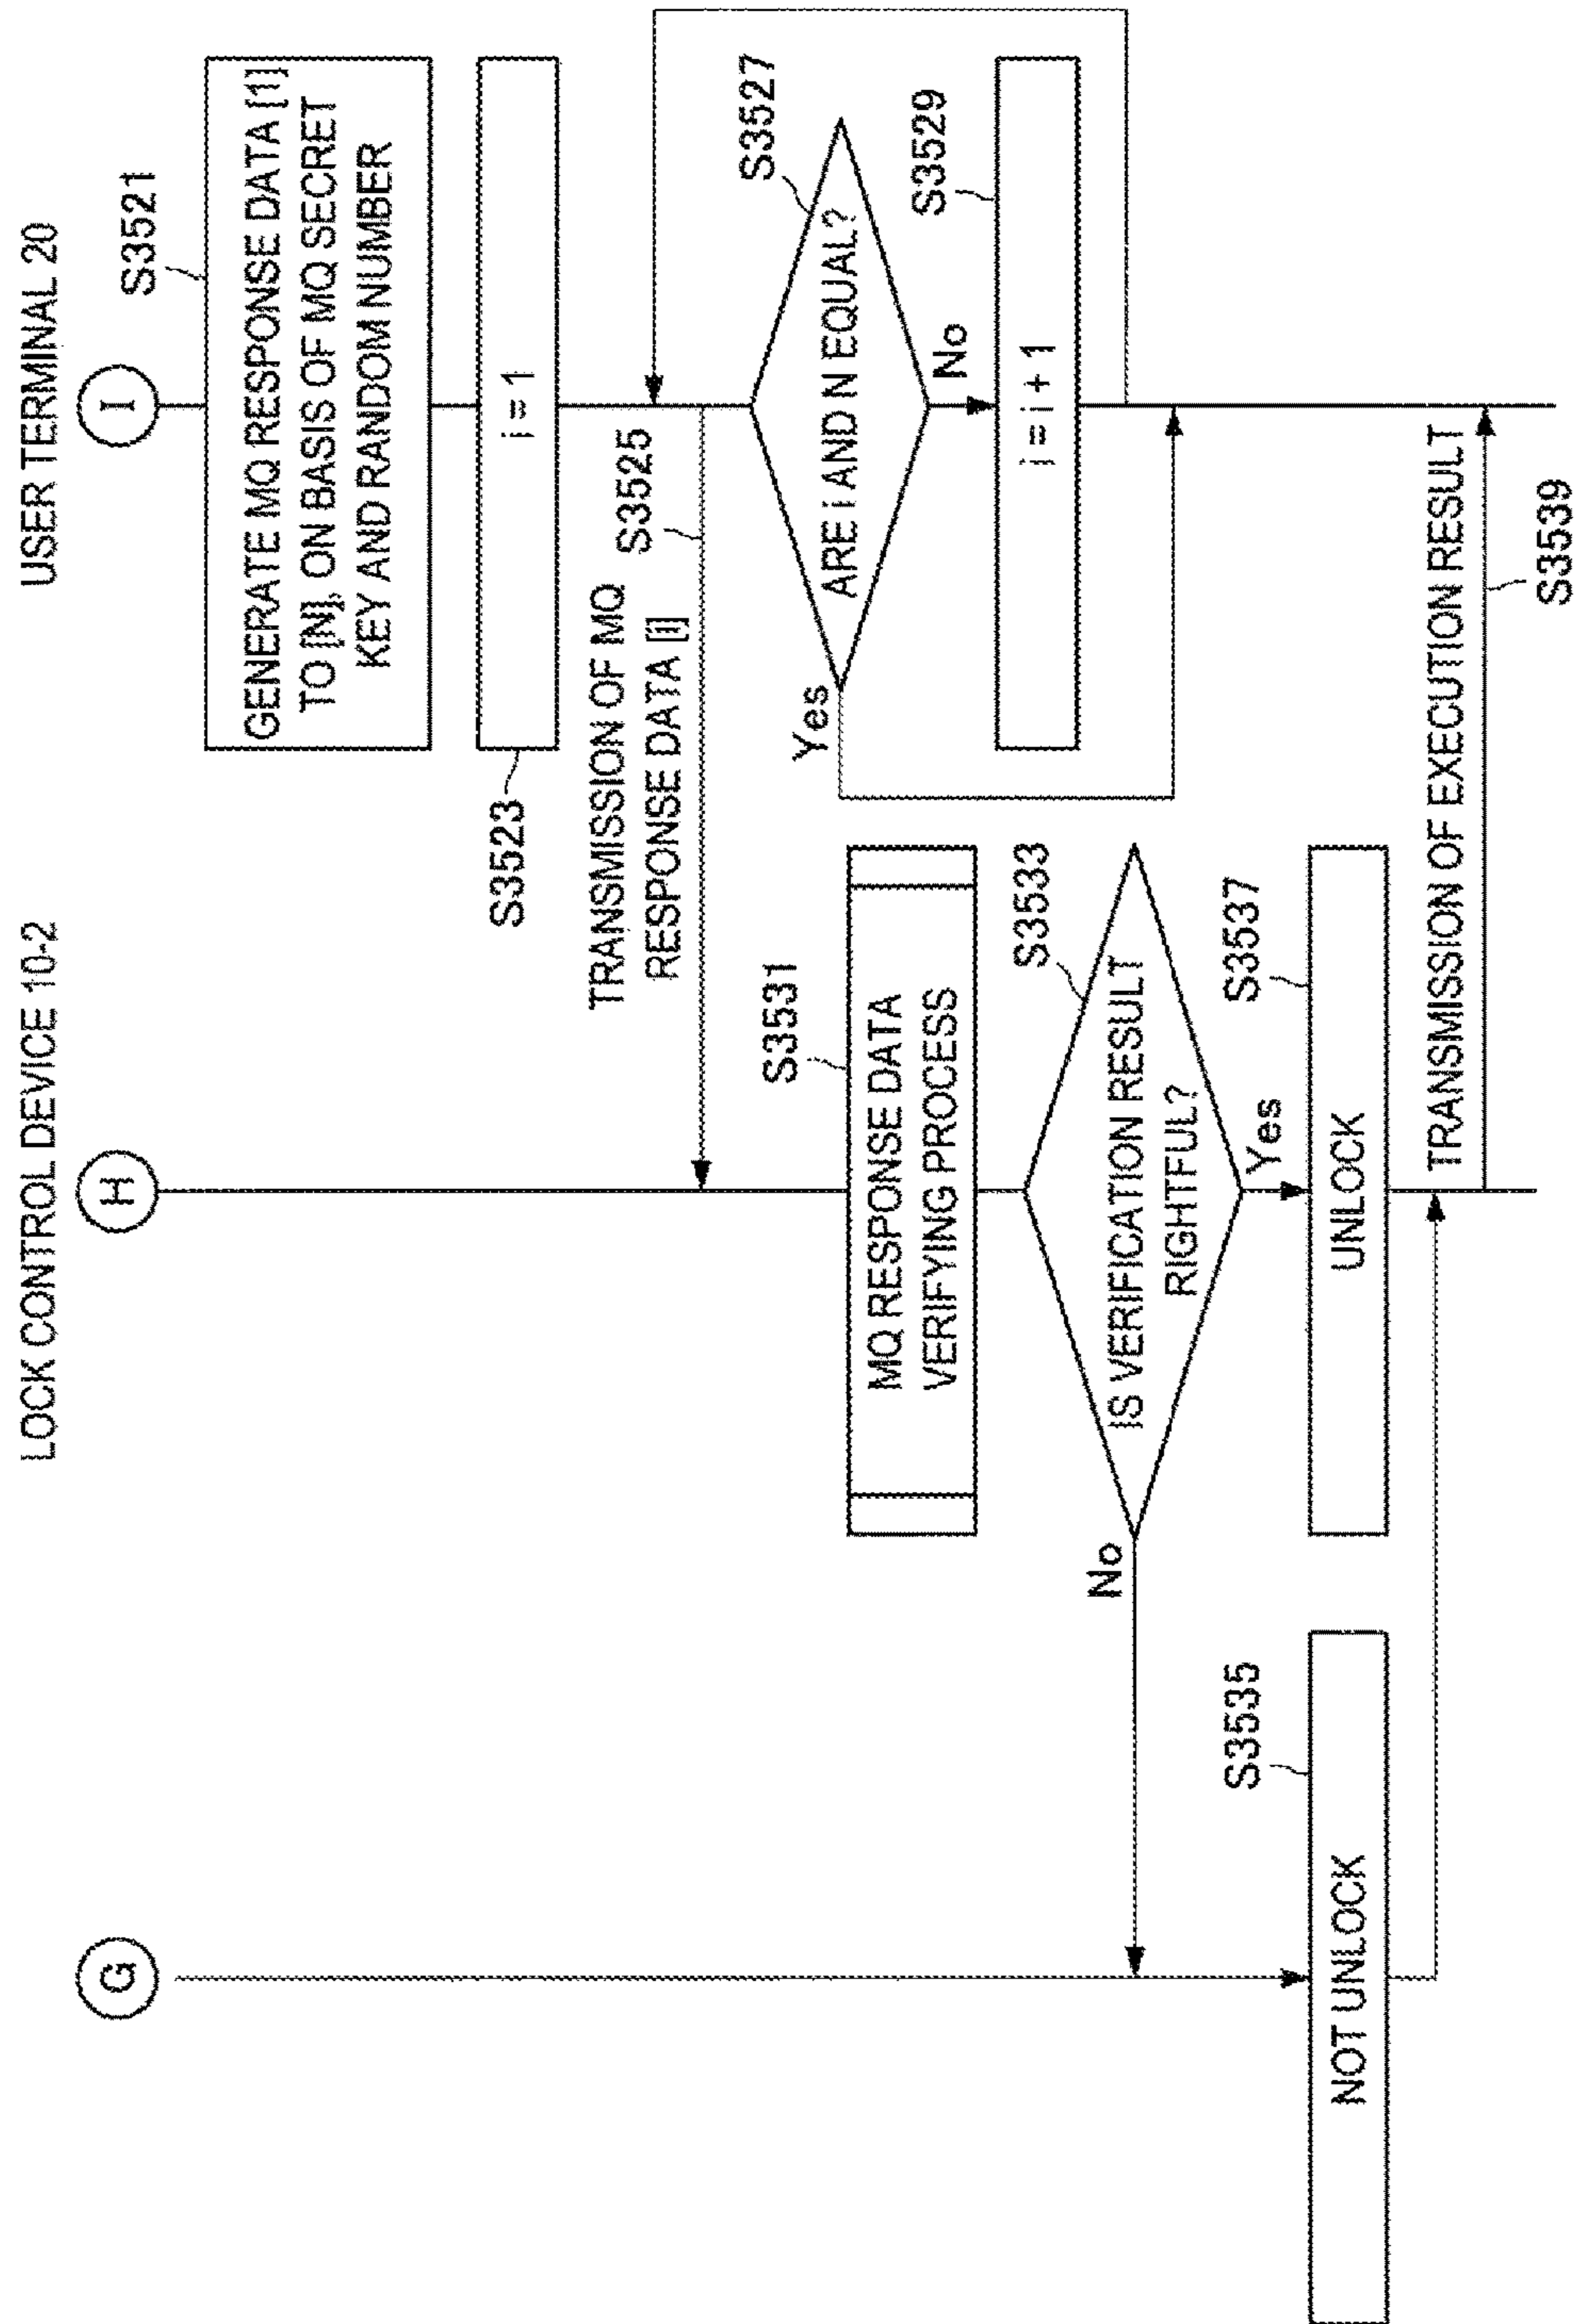 LOCK CONTROL DEVICE 10-2
USER TERMINAL 20
G
H
I
S3521
GENERATE MQ RESPONSE DATA [1]
TO [N], ON BASIS OF MQ SECRET
KEY AND RANDOM NUMBER
i = 1
S3523
TRANSMISSION OF MQ
RESPONSE DATA [i]
S3525
S3527
ARE i AND N EQUAL?
Yes
No
S3529
i = i + 1
S3531
MQ RESPONSE DATA
VERIFYING PROCESS
S3533
IS VERIFICATION RESULT
RIGHTFUL?
No
Yes
S3535
NOT UNLOCK
S3537
UNLOCK
TRANSMISSION OF EXECUTION RESULT
S3539